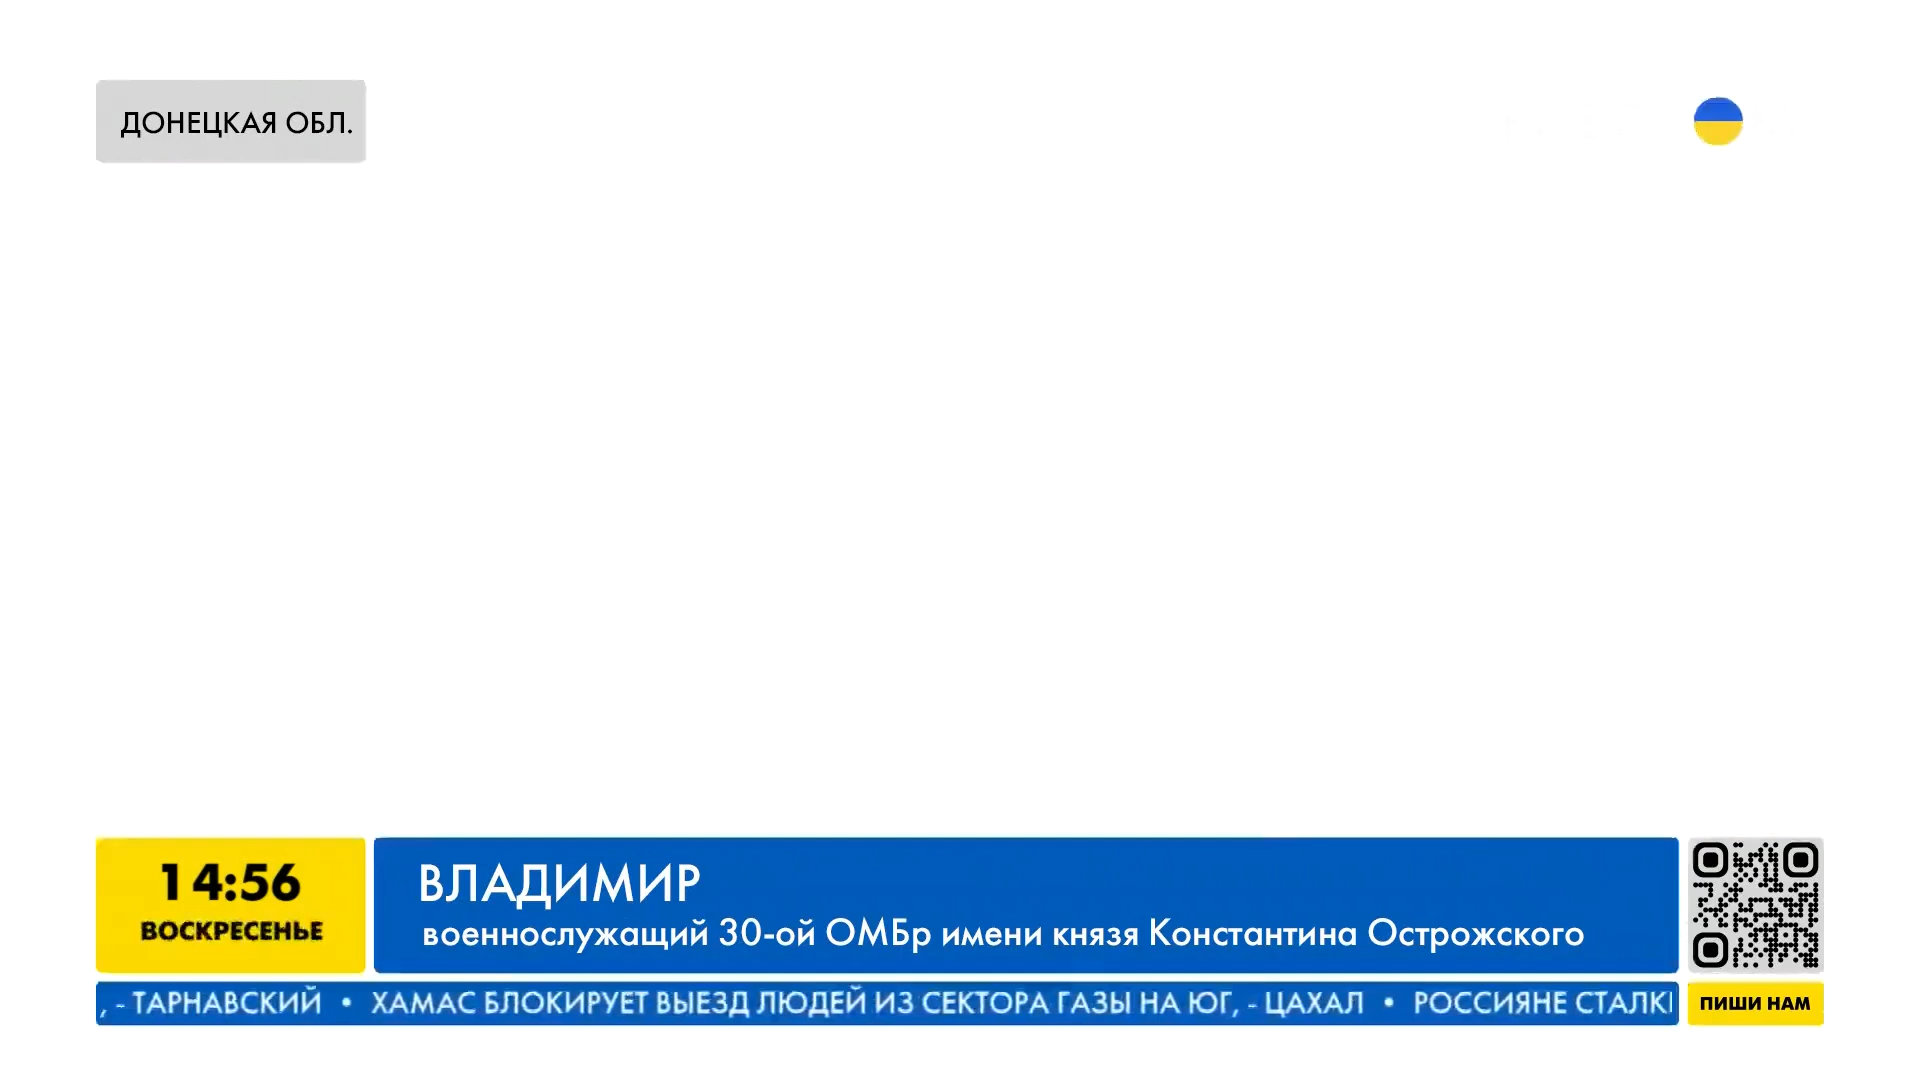 ДОНЕЦКАЯ ОБЛ.
14:56
ВОСКРЕСЕНЬЕ
ВЛАДИМИР
военнослужащий 30-ой ОМБр имени князя Константина Острожского
, - ТАРНАВСКИЙ • ХАМАС БЛОКИРУЕТ ВЫЕЗД ЛЮДЕЙ ИЗ СЕКТОРА ГАЗЫ НА ЮГ, - ЦАХАЛ • РОССИЯНЕ
ПИШИ НАМ